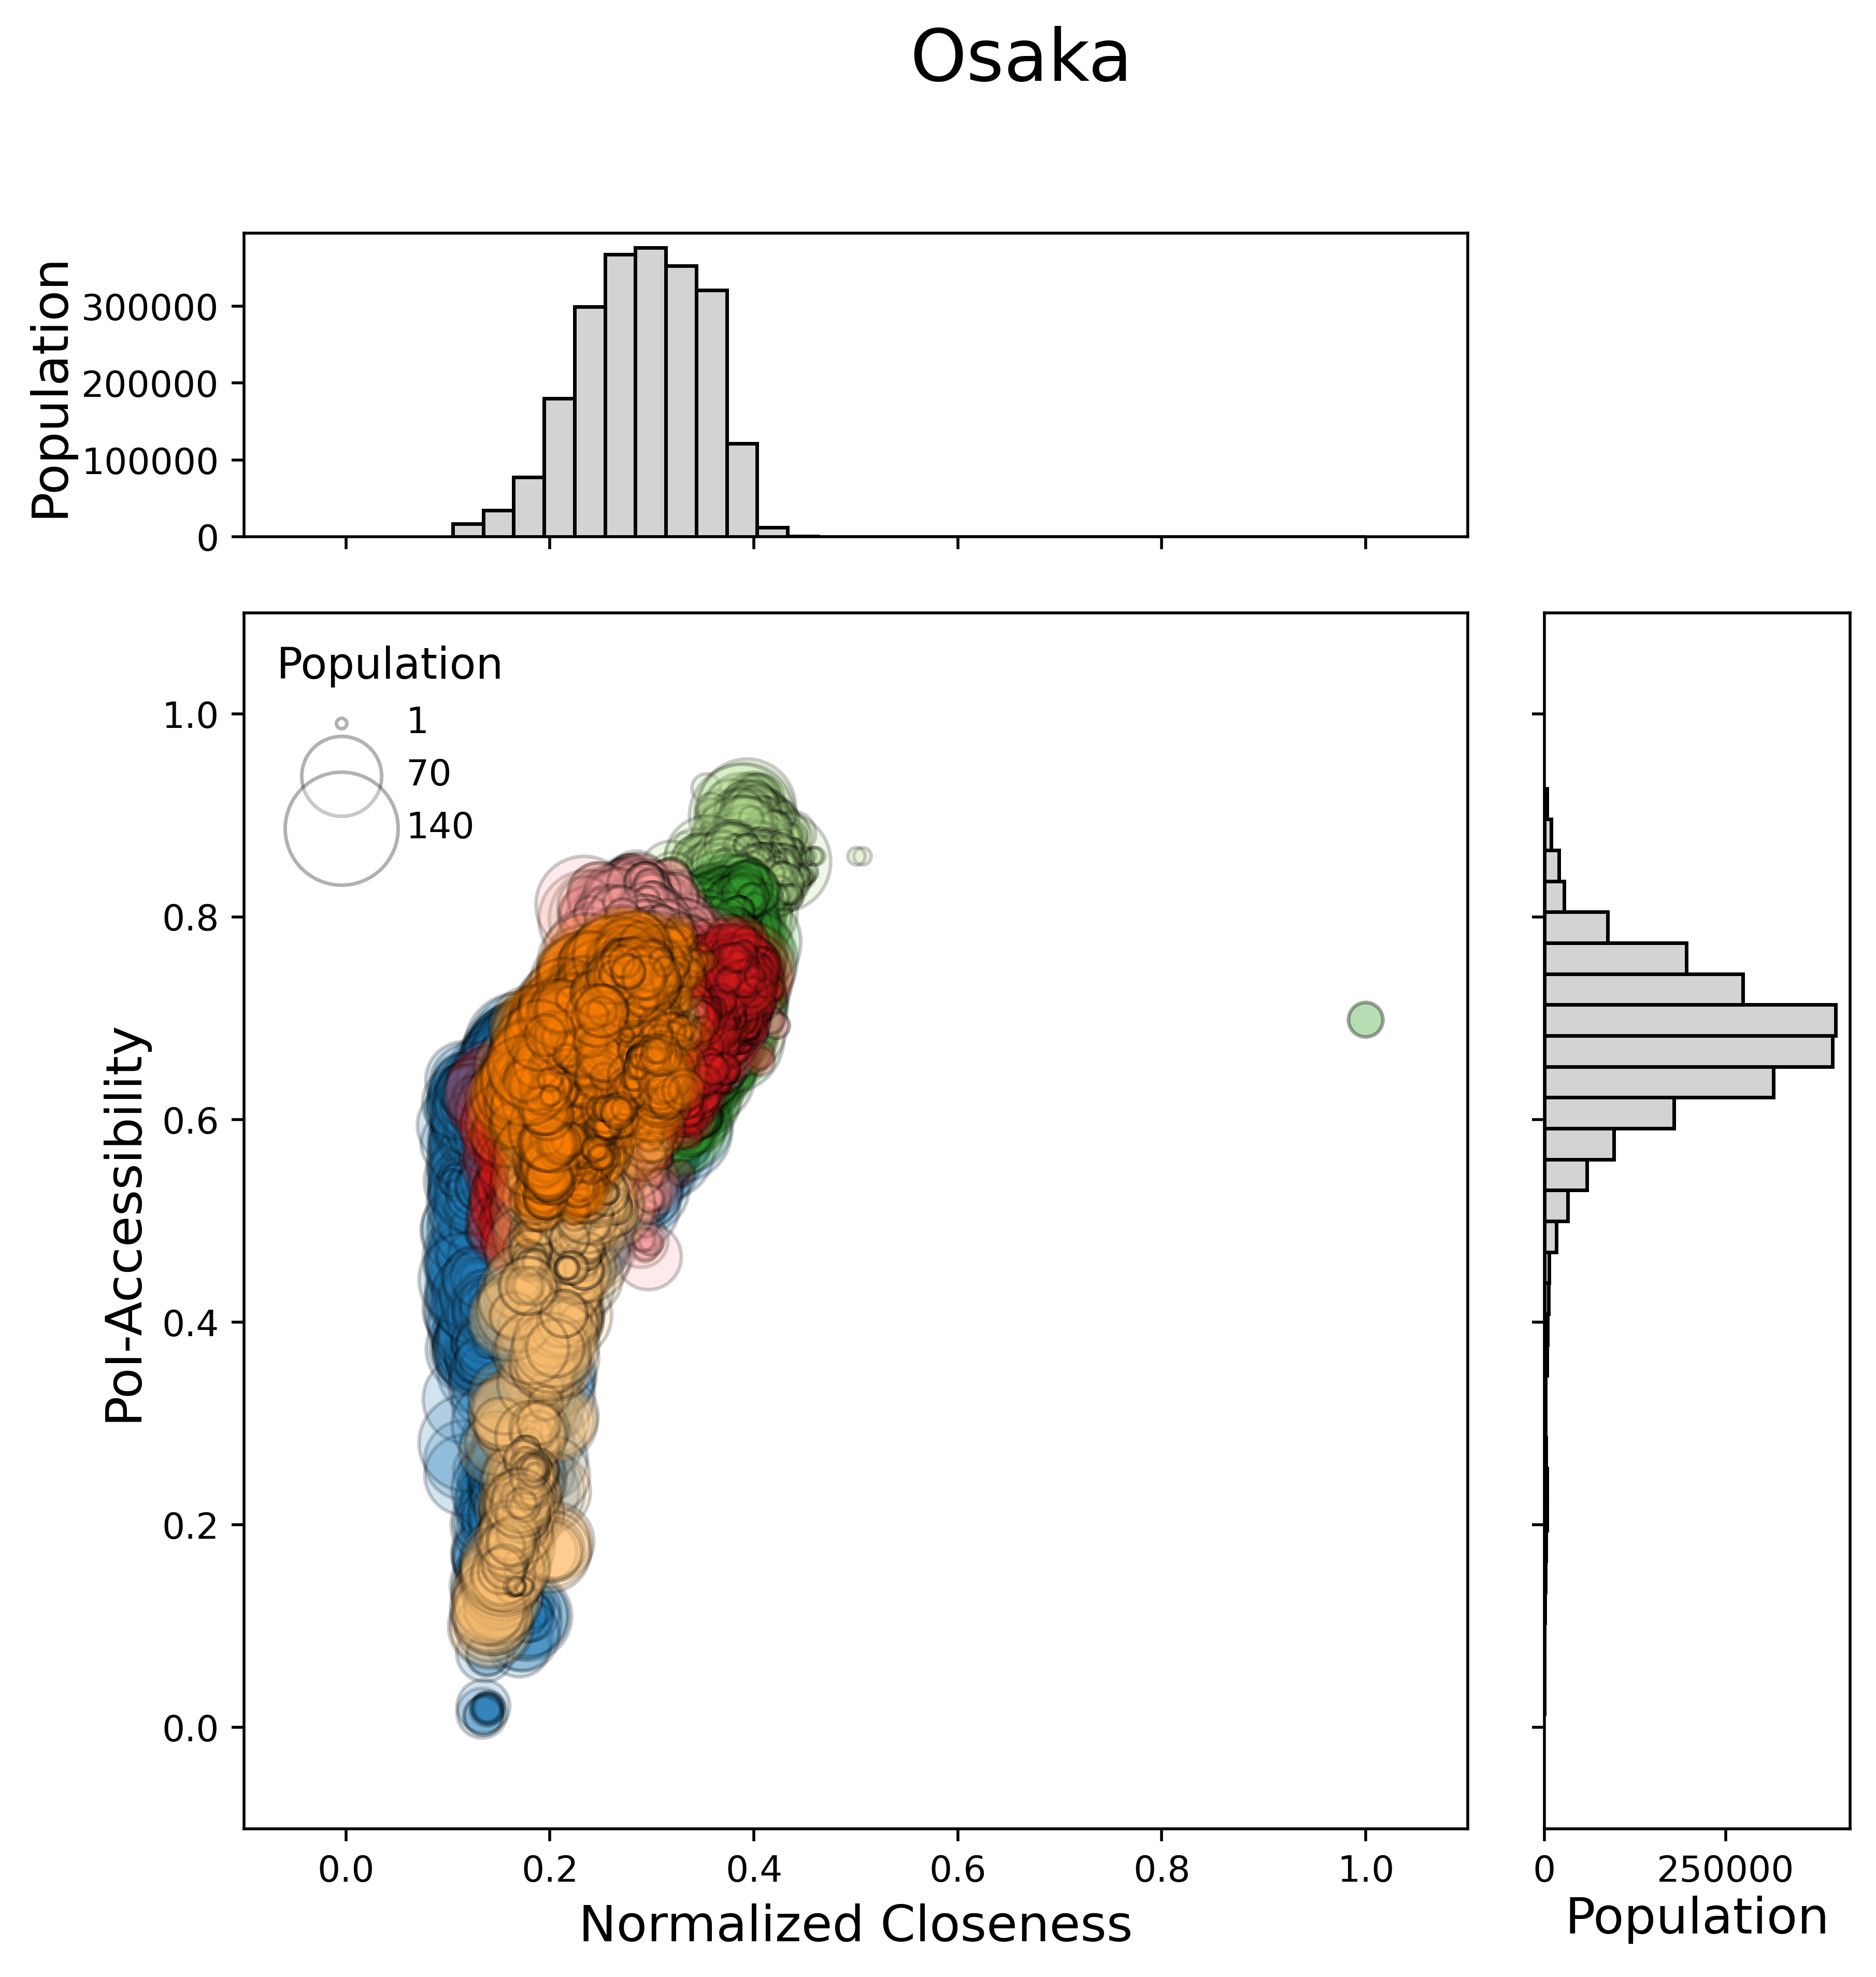 Osaka
Population
300000
200000
100000
0
Population
1
70
140
PoI-Accessibility
1.0
0.8
0.6
0.4
0.2
0.0
0.0 0.2 0.4 0.6 0.8 1.0
Normalized Closeness
0 250000
Population